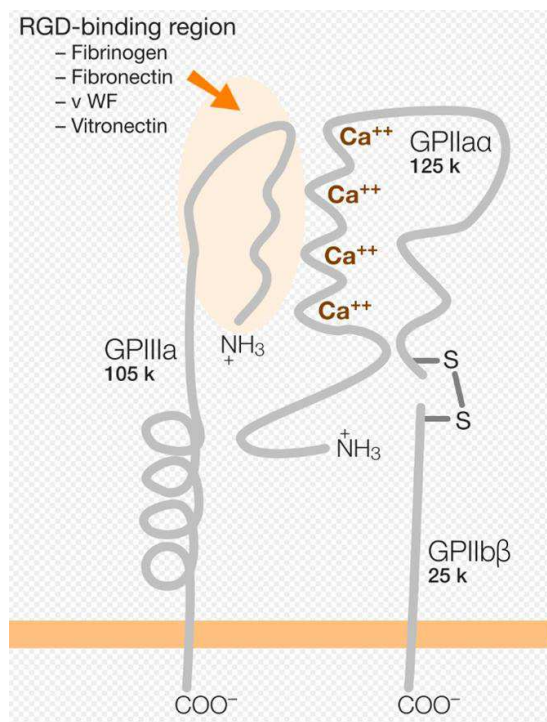 RGD-binding region
– Fibrinogen
– Fibronectin
– v WF
– Vitronectin
Ca⁺⁺
GPIIaα
125 k
Ca⁺⁺
Ca⁺⁺
Ca⁺⁺
GPIIIa
105 k
NH₃
+
S
S
+
NH₃
GPIIbβ
25 k
COO⁻
COO⁻